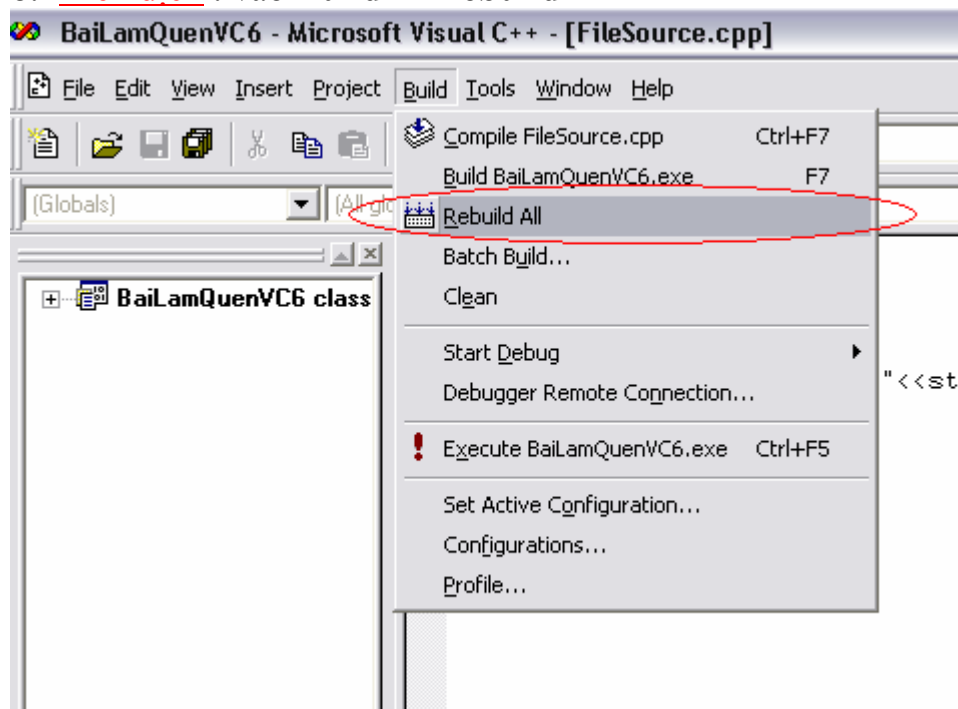 BaiLamQuenVC6 - Microsoft Visual C++ - [FileSource.cpp]
File Edit View Insert Project Build Tools Window Help
Compile FileSource.cpp Ctrl+F7
Build BaiLamQuenVC6.exe F7
(Globals)
Rebuild All
Batch Build...
BaiLamQuenVC6 class
Clean
Start Debug
"<<st
Debugger Remote Connection...
Execute BaiLamQuenVC6.exe Ctrl+F5
Set Active Configuration...
Configurations...
Profile...